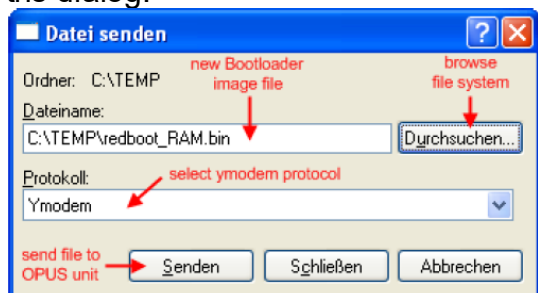 the dialog.
Datei senden
new Bootloader
image file
browse
file system
Ordner: C:\TEMP
Dateiname:
C:\TEMP\redboot_RAM.bin
Durchsuchen...
Protokoll:
select ymodem protocol
Ymodem
send file to
OPUS unit
Senden
Schließen
Abbrechen